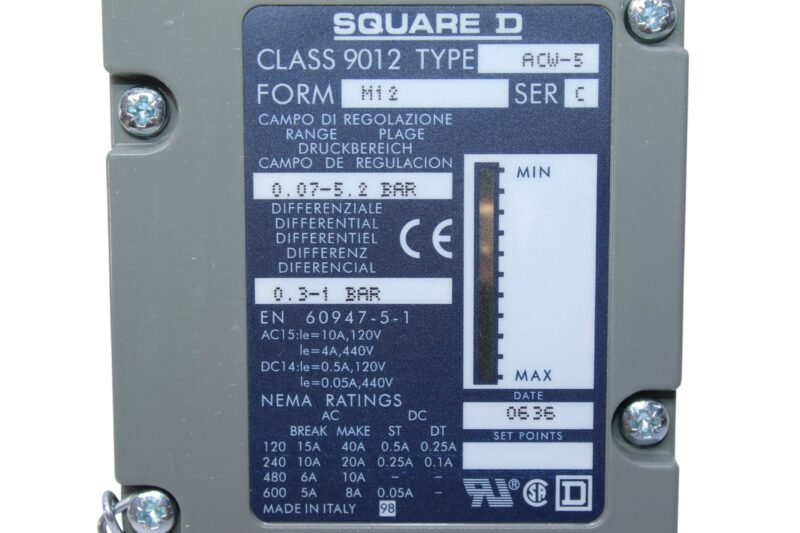 SQUARE D
CLASS 9012 TYPE ACW-5
FORM M12 SER C
CAMPO DI REGOLAZIONE
RANGE PLAGE
DRUCKBEREICH
CAMPO DE REGULACION
0.07-5.2 BAR
DIFFERENZIALE
DIFFERENTIAL
DIFFERENTIEL
DIFFERENZ
DIFERENCIAL
CE
0.3-1 BAR
MIN
MAX
EN 60947-5-1
AC15:Ie=10A,120V
Ie=4A,440V
DC14:Ie=0.5A,120V
Ie=0.05A,440V
NEMA RATINGS
AC DC
BREAK MAKE ST DT
120 15A 40A 0.5A 0.25A
240 10A 20A 0.25A 0.1A
480 6A 10A - -
600 5A 8A 0.05A -
MADE IN ITALY 98
DATE
0636
SET POINTS
UR® SA D